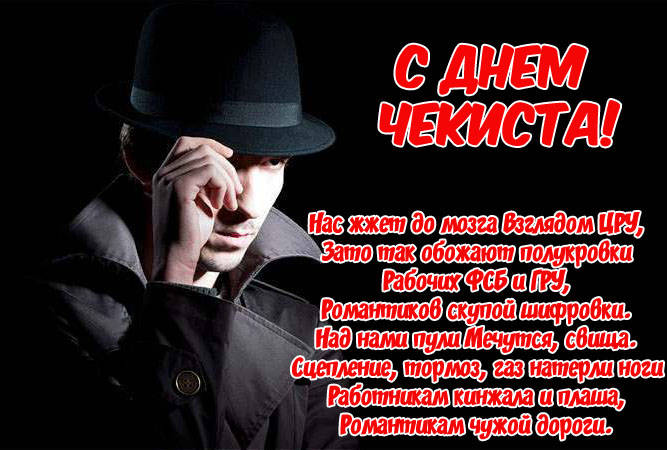 С ДНЕМ
ЧЕКИСТА!
Нас жжет до мозга Взглядом ЦРУ,
Зато так обожают полукровки
Рабочих ФСБ и ГРУ,
Романтиков скупой шифровки.
Над нами пули Мечутся, свища.
Сцепление, тормоз, газ натерли ноги
Работникам кинжала и плаша,
Романтикам чужой дороги.